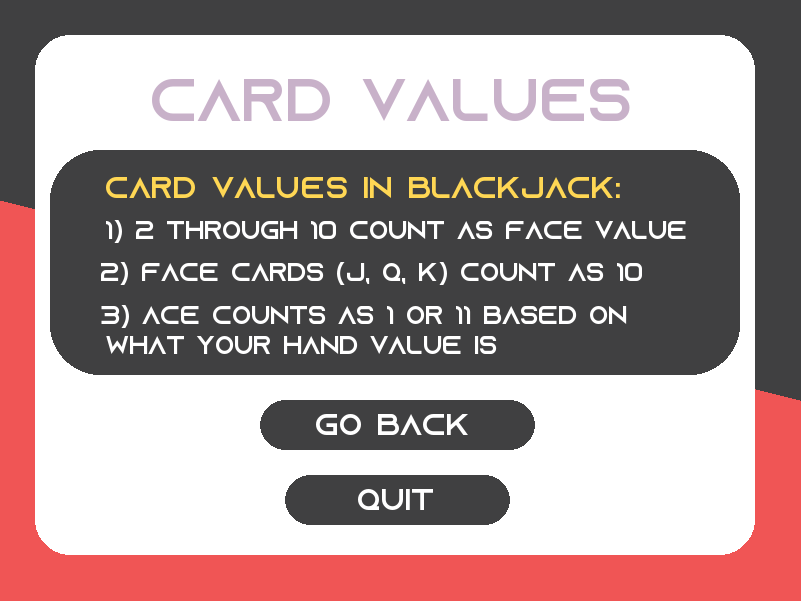 CARD VALUES
CARD VALUES IN BLACKJACK:
1) 2 THROUGH 10 COUNT AS FACE VALUE
2) FACE CARDS (J, Q, K) COUNT AS 10
3) ACE COUNTS AS 1 OR 11 BASED ON
WHAT YOUR HAND VALUE IS
GO BACK
QUIT